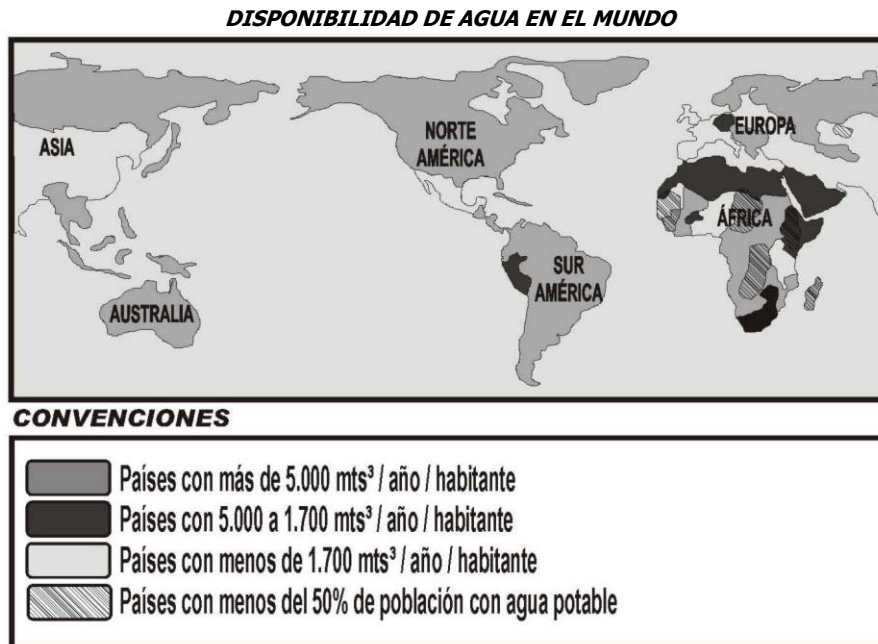 DISPONIBILIDAD DE AGUA EN EL MUNDO
ASIA
NORTE
AMÉRICA
EUROPA
ÁFRICA
SUR
AMÉRICA
AUSTRALIA
CONVENCIONES
Países con más de 5.000 mts³ / año / habitante
Países con 5.000 a 1.700 mts³ / año / habitante
Países con menos de 1.700 mts³ / año / habitante
Países con menos del 50% de población con agua potable